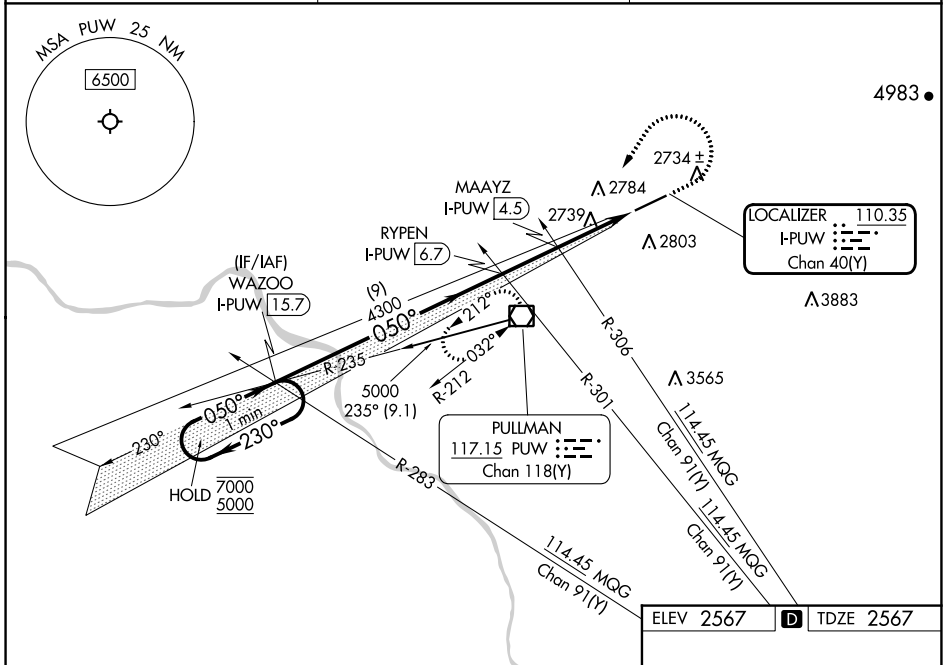 MSA PUW 25 NM
6500
4983
2734 ±
2784
MAAYZ
I-PUW 4.5
2739
LOCALIZER 110.35
I-PUW
Chan 40(Y)
2803
RYPEN
I-PUW 6.7
(IF/IAF)
WAZOO
I-PUW 15.7
(9)
4300
050°
3883
212°
032°
R-212
R-235
5000
235° (9.1)
R-306
R-301
3565
050°
1 min
230°
230°
HOLD 7000
5000
PULLMAN
117.15 PUW
Chan 118(Y)
R-283
114.45 MQG
Chan 91(Y)
114.45 MQG
Chan 91(Y)
114.45 MQG
Chan 91(Y)
ELEV 2567 D TDZE 2567